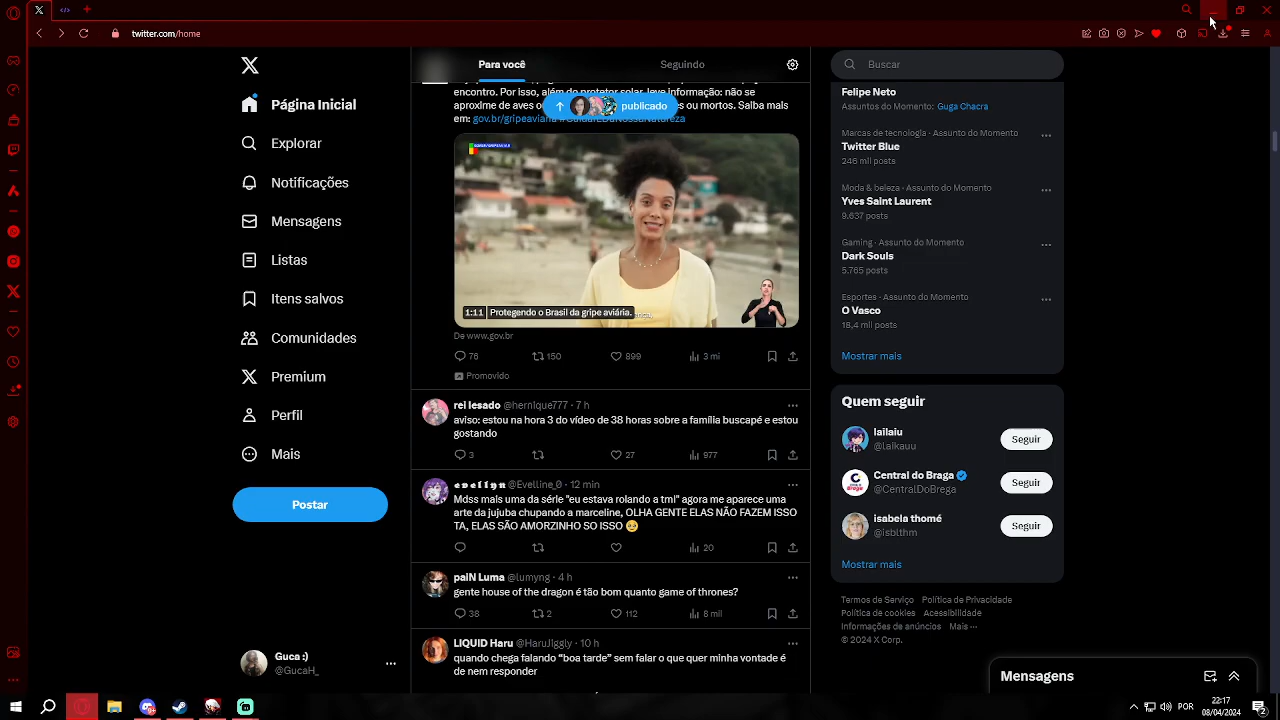 twitter.com/home
Página Inicial
Explorar
Notificações
Mensagens
Listas
Itens salvos
Comunidades
Premium
Perfil
Mais
Postar
Guca :)
@GucaH_
Para você
Seguindo
encontro. Por isso, além do protetor solar, leve informação: não se
aproxime de aves ou mortos. Saiba mais
em: gov.br/gripeaviaria
publicado
1:11 Protegendo o Brasil da gripe aviária.
De www.gov.br
76 150 899 3 mi
Promovido
rei lesado @hernique777 · 7 h
aviso: estou na hora 3 do vídeo de 38 horas sobre a família buscapé e estou
gostando
3 27 977
evellyn @Evelline_0 · 12 min
Mdss mais uma da série "eu estava rolando a tml" agora me aparece uma
arte da jujuba chupando a marceline, OLHA GENTE ELAS NÃO FAZEM ISSO
TA, ELAS SÃO AMORZINHO SO ISSO 🥹
20
paiN Luma @lumyng · 4 h
gente house of the dragon é tão bom quanto game of thrones?
38 2 112 8 mil
LIQUID Haru @HaruJiggly · 10 h
quando chega falando “boa tarde” sem falar o que quer minha vontade é
de nem responder
Buscar
Felipe Neto
Assuntos do Momento: Guga Chacra
Marcas de tecnologia · Assunto do Momento
Twitter Blue
246 mil posts
Moda & beleza · Assunto do Momento
Yves Saint Laurent
9.637 posts
Gaming · Assunto do Momento
Dark Souls
5.765 posts
Esportes · Assunto do Momento
O Vasco
18,4 mil posts
Mostrar mais
Quem seguir
lailaiu
@laikauu
Seguir
Central do Braga
@CentralDoBraga
Seguir
isabela thomé
@isblthm
Seguir
Mostrar mais
Termos de Serviço Política de Privacidade
Política de cookies Acessibilidade
Informações de anúncios Mais ···
© 2024 X Corp.
Mensagens
POR
22:17
08/04/2024
2